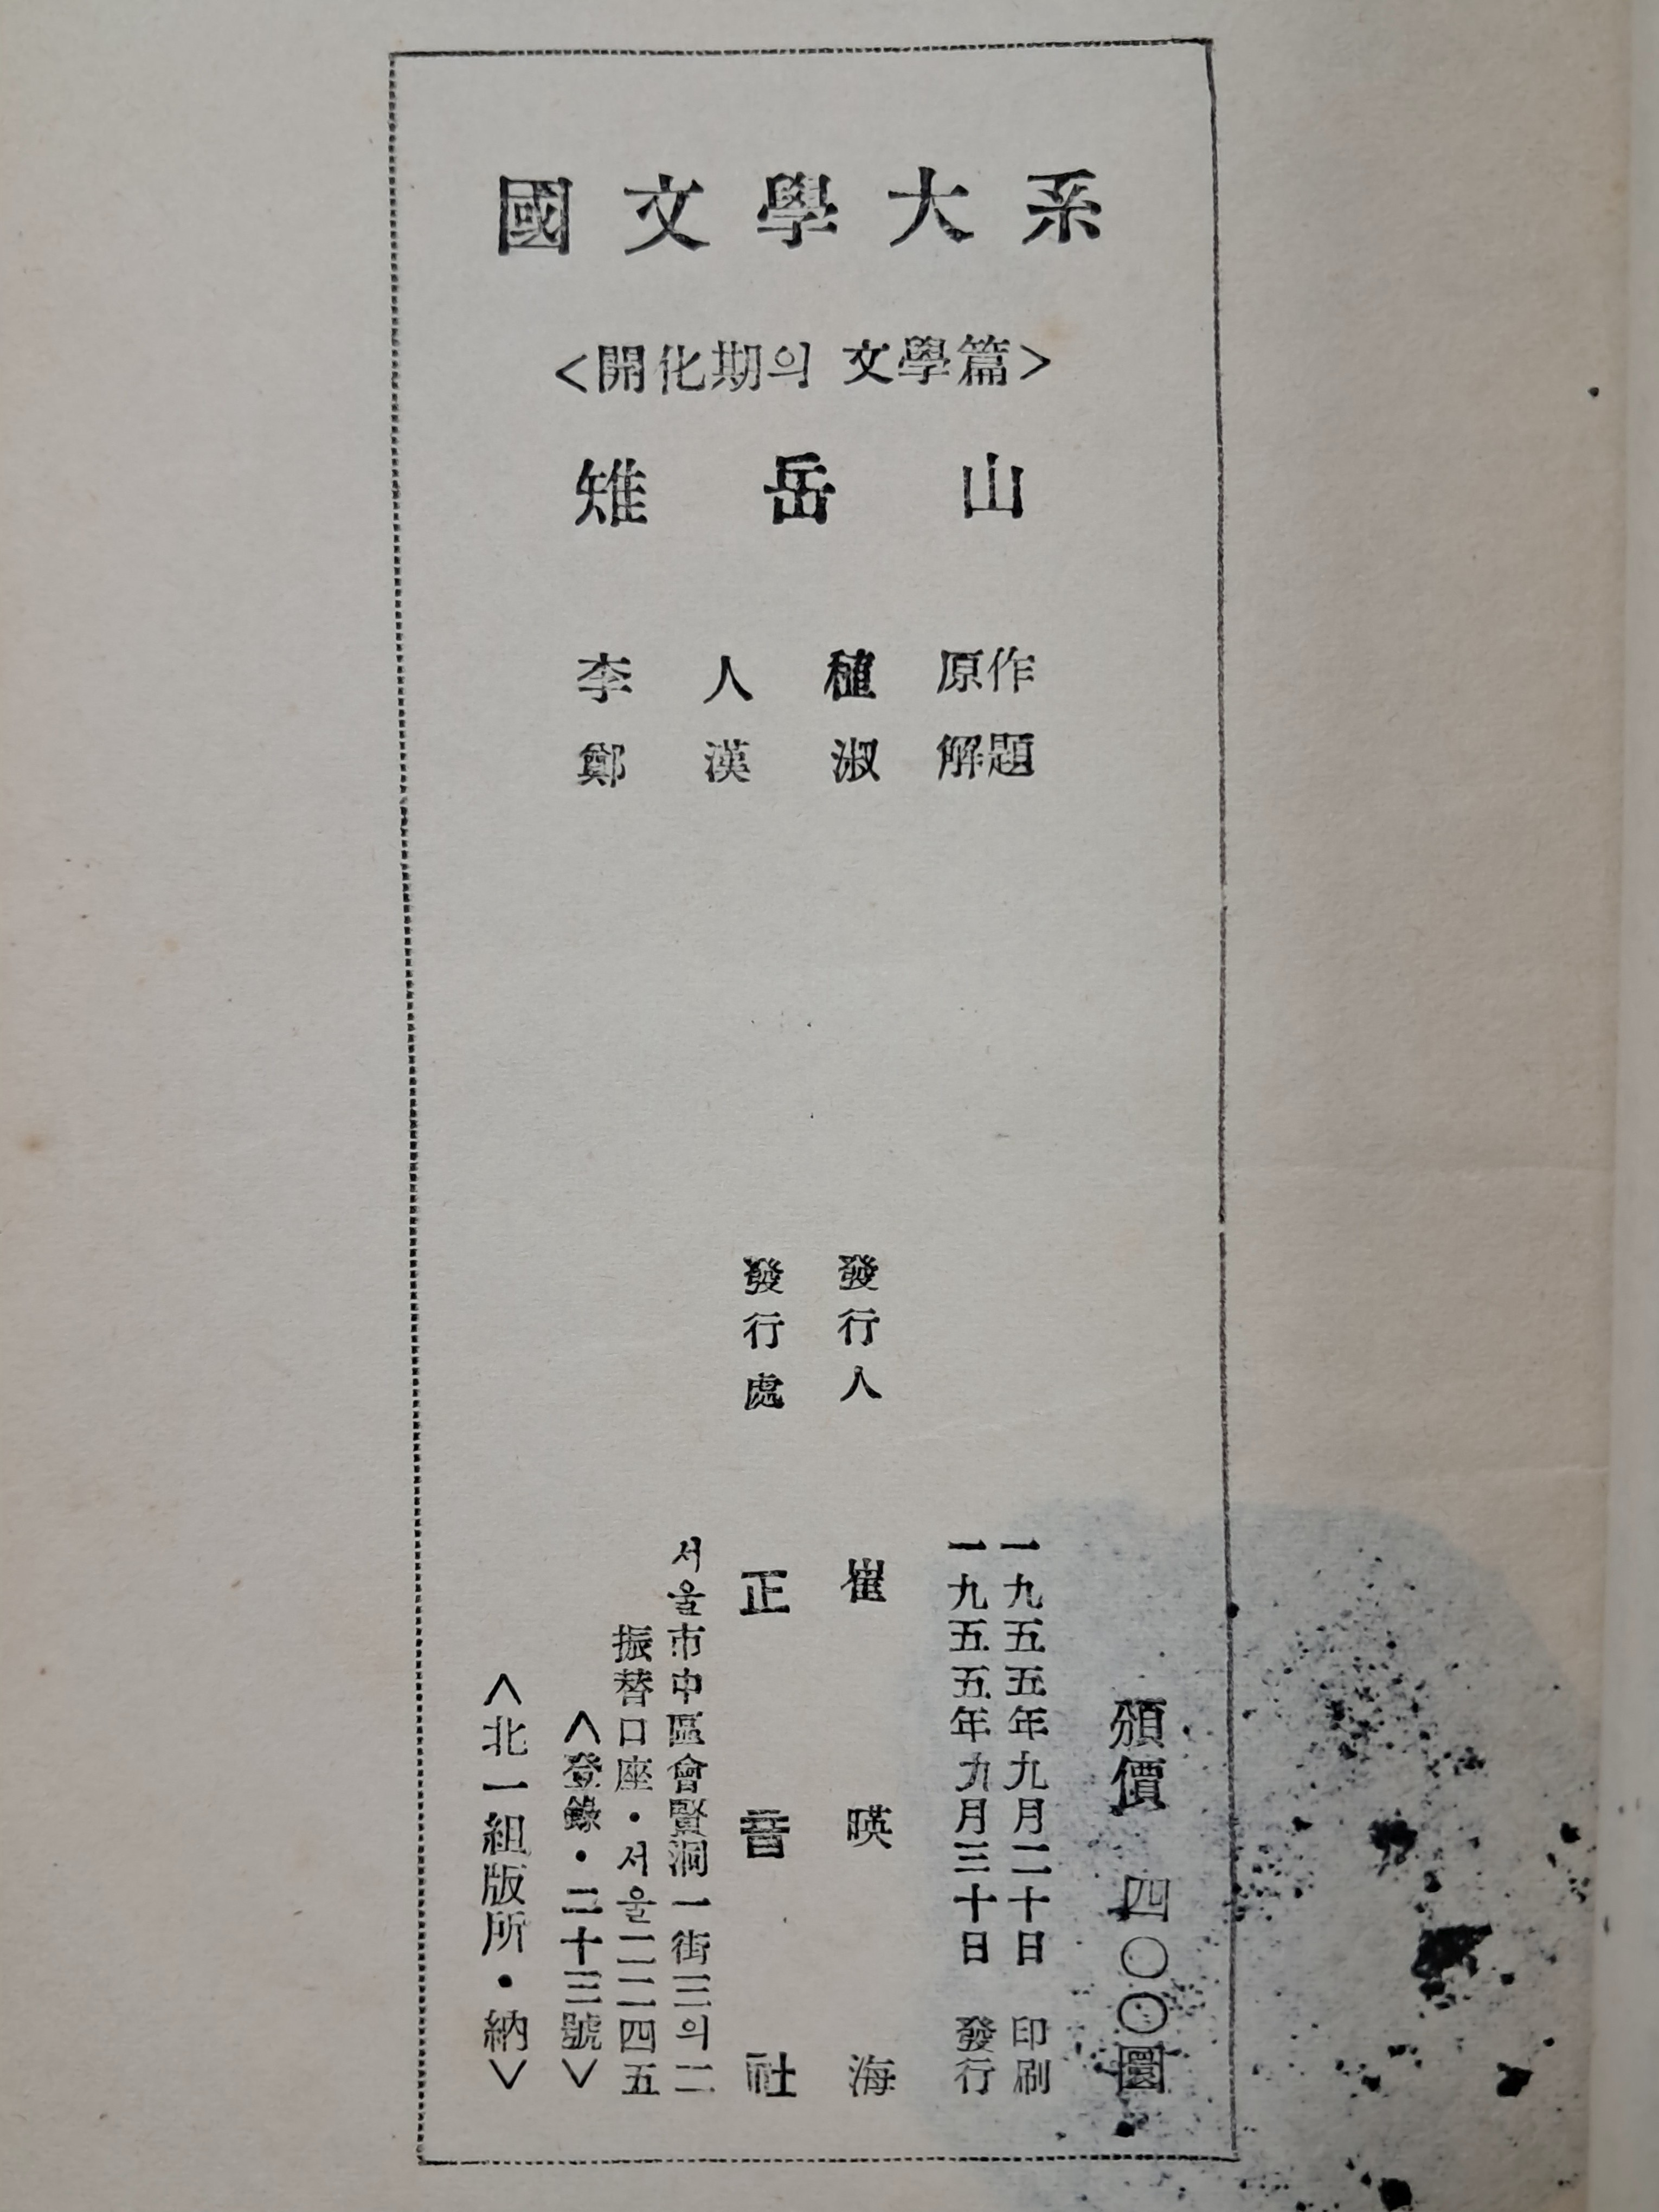 國文學大系
<開化期의 文學篇>
雉岳山
李人稙 原作
鄭漢淑 解題
頒價 四〇〇圜
一九五五年九月二十日 印刷
一九五五年九月三十日 發行
發行人 崔暎海
發行處 正音社
서울市中區會賢洞一街三의二
振替口座·서울二二四五
<登錄·二十三號>
<北一組版所·納>